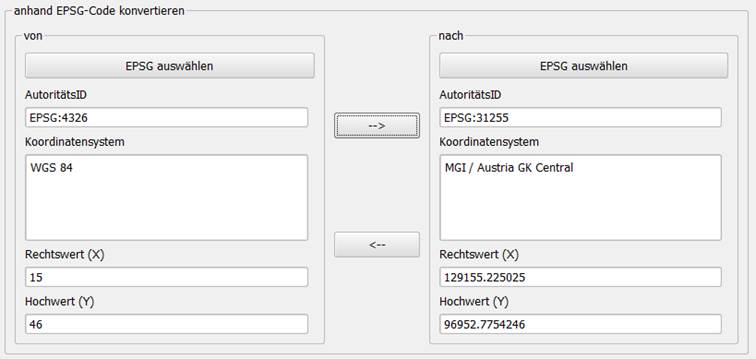 anhand EPSG-Code konvertieren
von
EPSG auswählen
AutoritätsID
EPSG:4326
Koordinatensystem
WGS 84
Rechtswert (X)
15
Hochwert (Y)
46
-->
<--
nach
EPSG auswählen
AutoritätsID
EPSG:31255
Koordinatensystem
MGI / Austria GK Central
Rechtswert (X)
129155.225025
Hochwert (Y)
96952.7754246